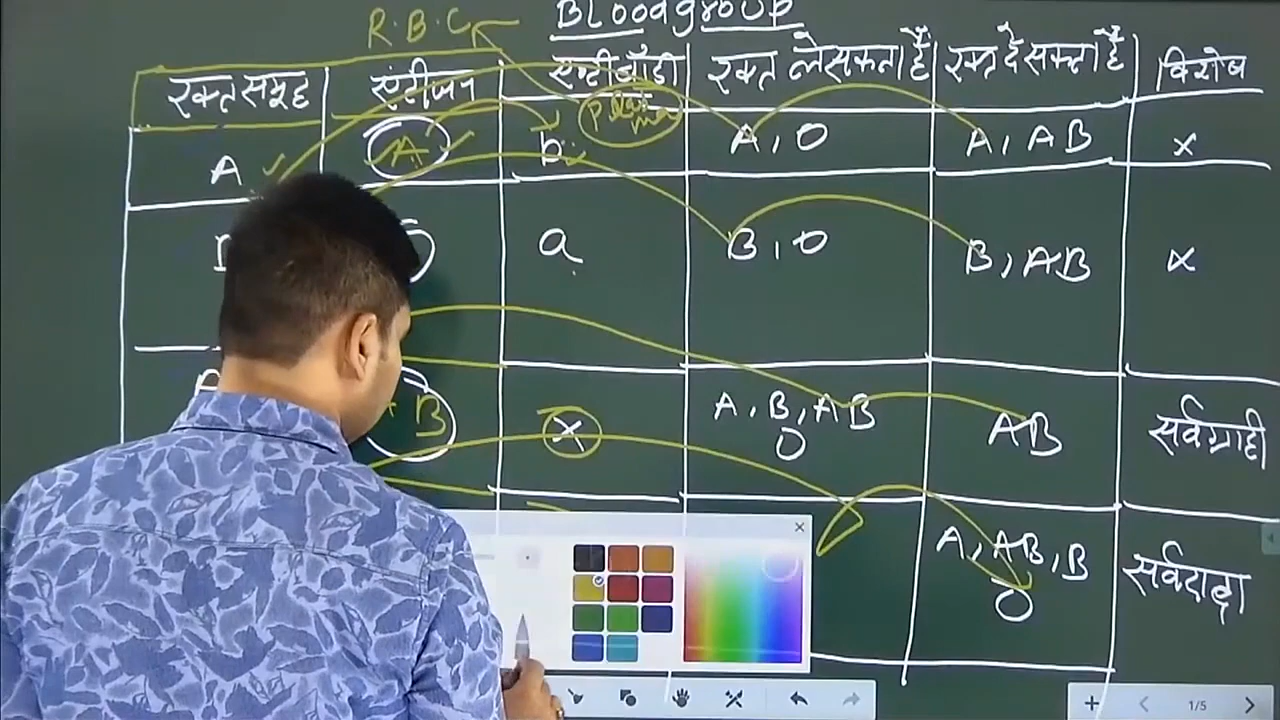 Blood group
R.B.C
रक्त समूह एंटीजन एन्टीबॉडी रक्त ले सकता है रक्त दे सकता है विशेष
Plasma
A A b A, O A, AB x
a B, O B, AB x
B x A, B, AB AB सर्वग्राही
O
A, AB, B सर्वदाता
O
1/5